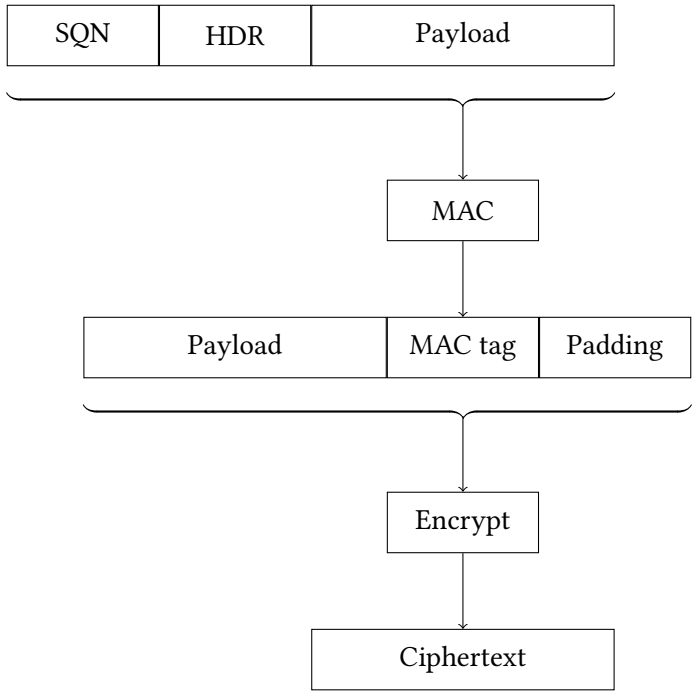 SQN HDR Payload
MAC
Payload MAC tag Padding
Encrypt
Ciphertext